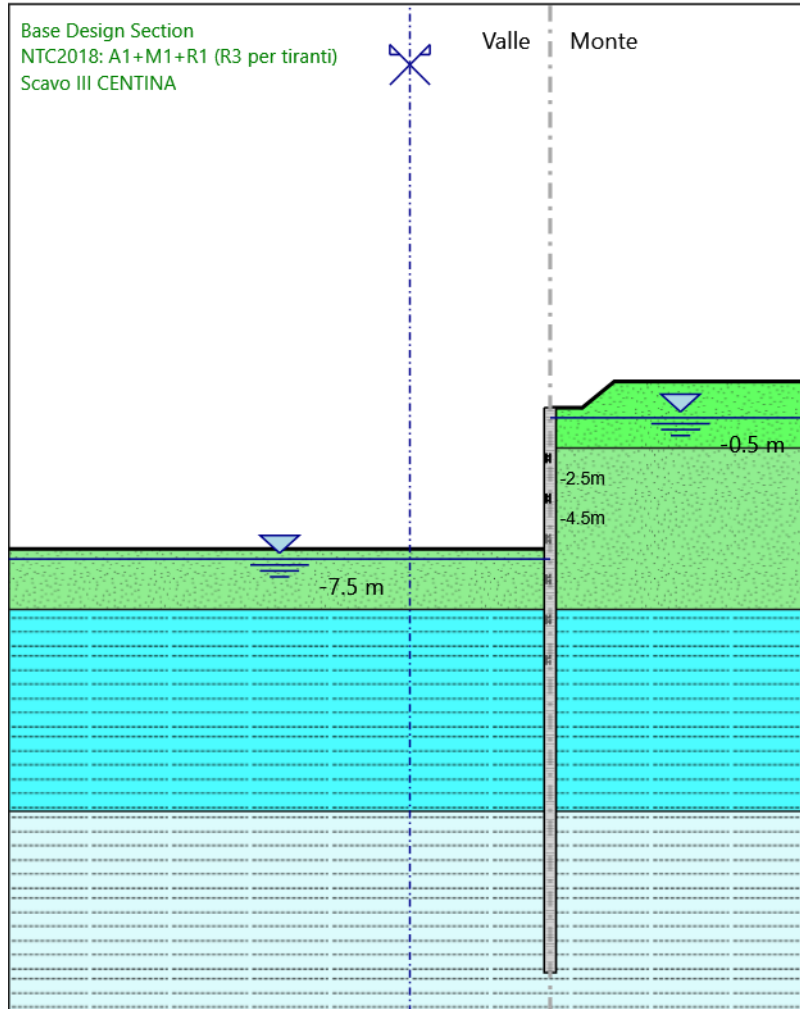 Base Design Section
NTC2018: A1+M1+R1 (R3 per tiranti)
Scavo III CENTINA
Valle
Monte
-0.5 m
-2.5m
-4.5m
-7.5 m